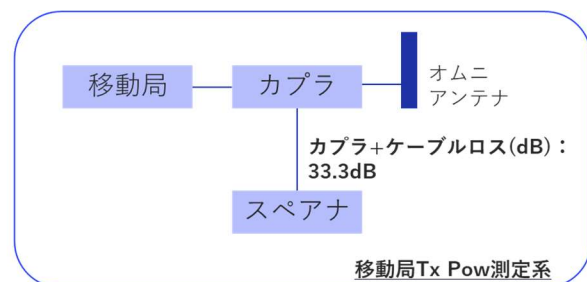 移動局
カプラ
オムニ
アンテナ
カプラ+ケーブルロス(dB)：
33.3dB
スペアナ
移動局Tx Pow測定系